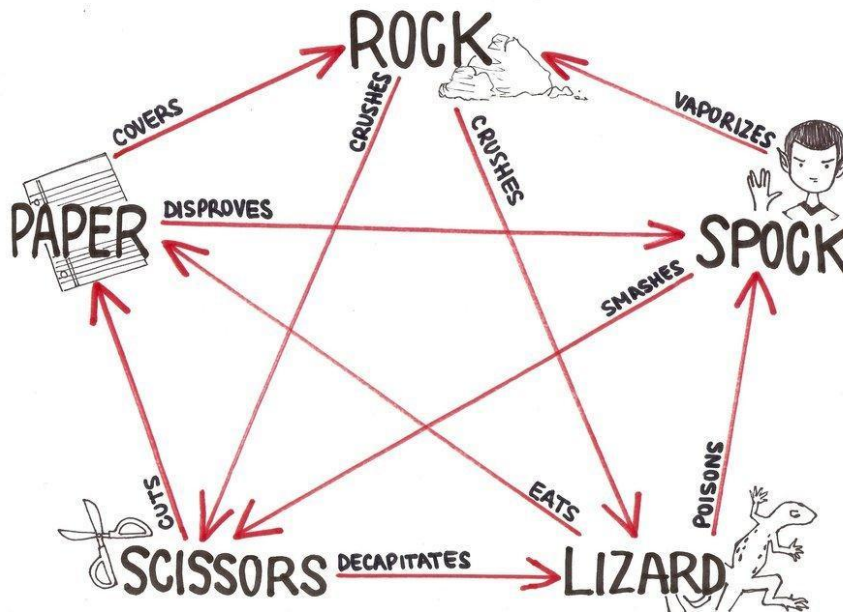 ROCK
COVERS
CRUSHES
CRUSHES
VAPORIZES
PAPER
DISPROVES
SPOCK
SMASHES
CUTS
EATS
POISONS
SCISSORS
DECAPITATES
LIZARD